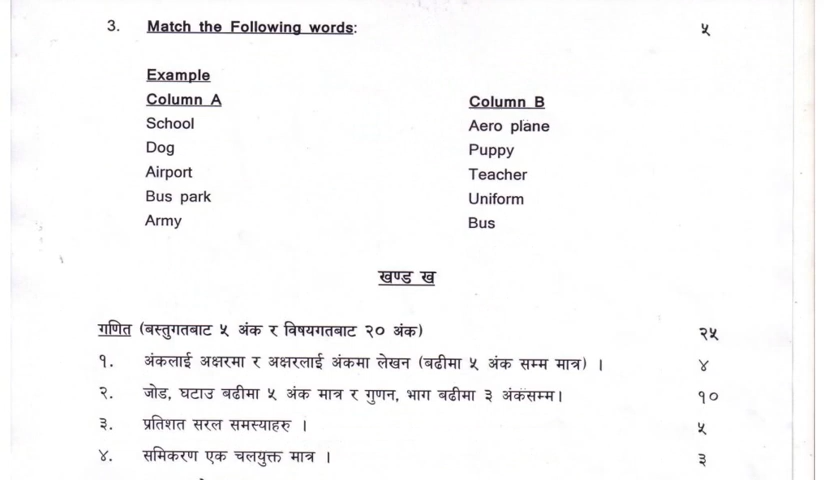 3. Match the Following words: ५
Example
Column A Column B
School Aero plane
Dog Puppy
Airport Teacher
Bus park Uniform
Army Bus
खण्ड ख
गणित (बस्तुगतबाट ५ अंक र विषयगतबाट २० अंक) २५
१. अंकलाई अक्षरमा र अक्षरलाई अंकमा लेखन (बढीमा ५ अंक सम्म मात्र) । ४
२. जोड, घटाउ बढीमा ५ अंक मात्र र गुणन, भाग बढीमा ३ अंकसम्म। १०
३. प्रतिशत सरल समस्याहरु । ५
४. समिकरण एक चलयुक्त मात्र । ३